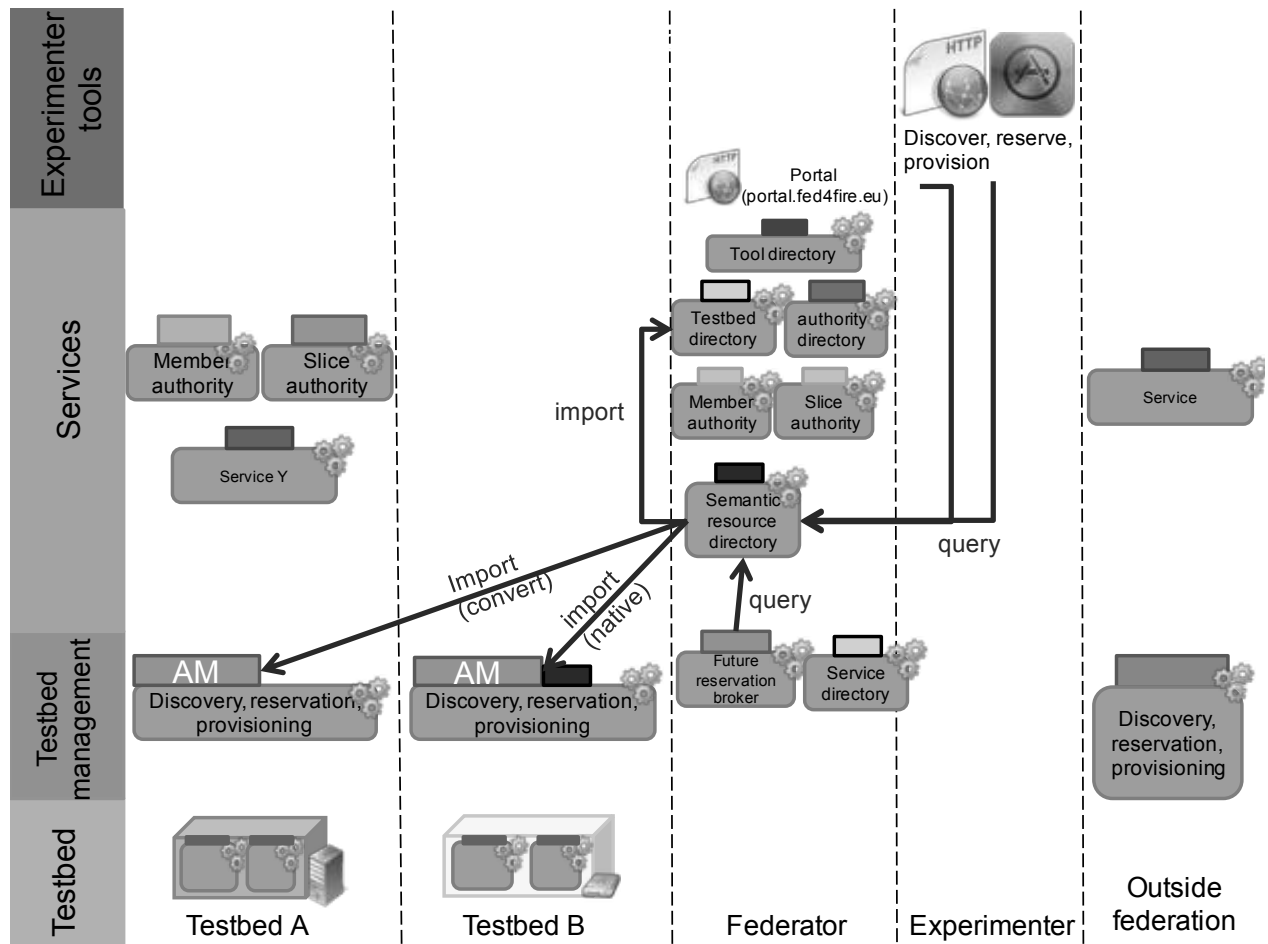 Experimenter
tools
Services
Testbed
management
Testbed
HTTP
Discover, reserve,
provision
HTTP
Portal
(portal.fed4fire.eu)
Tool directory
Testbed
directory
authority
directory
Member
authority
Slice
authority
Member
authority
Slice
authority
Service
import
Service Y
Semantic
resource
directory
query
Import
(convert)
import
(native)
query
AM
Discovery, reservation,
provisioning
AM
Discovery, reservation,
provisioning
Future
reservation
broker
Service
directory
Discovery,
reservation,
provisioning
Testbed A
Testbed B
Federator
Experimenter
Outside
federation